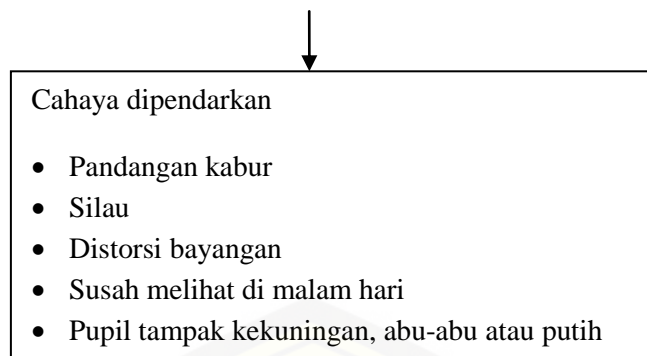 Cahaya dipendarkan
• Pandangan kabur
• Silau
• Distorsi bayangan
• Susah melihat di malam hari
• Pupil tampak kekuningan, abu-abu atau putih